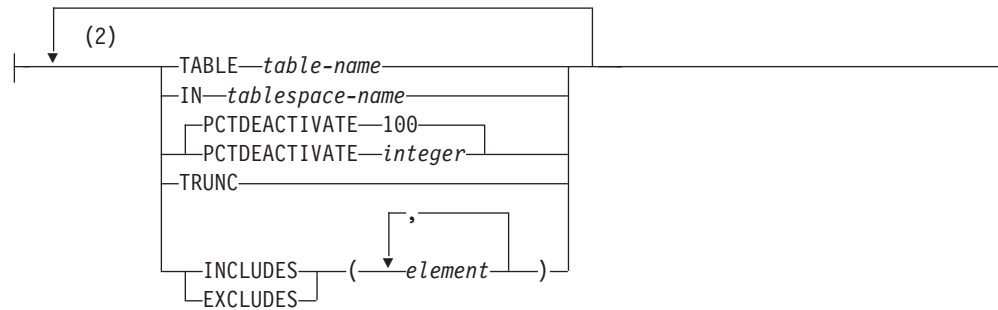 (2)
TABLE table-name
IN tablespace-name
PCTDEACTIVATE 100
PCTDEACTIVATE integer
TRUNC
,
INCLUDES ( element )
EXCLUDES